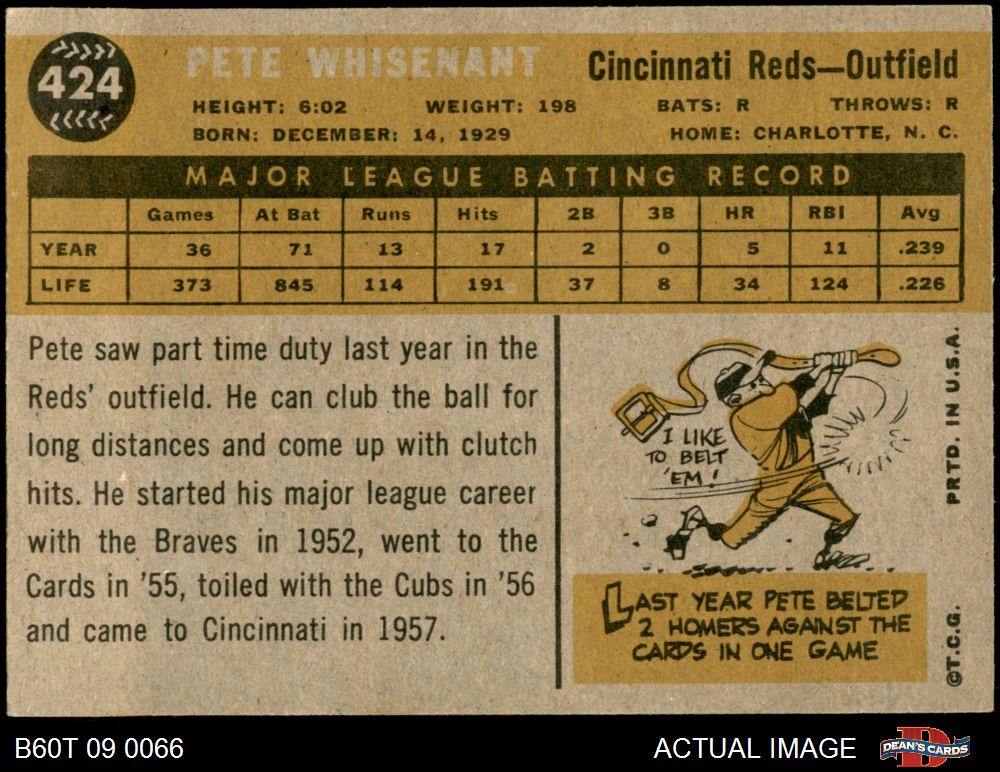 424
PETE WHISENANT
Cincinnati Reds—Outfield
HEIGHT: 6:02 WEIGHT: 198 BATS: R THROWS: R
BORN: DECEMBER: 14, 1929 HOME: CHARLOTTE, N. C.
MAJOR LEAGUE BATTING RECORD
Games At Bat Runs Hits 2B 3B HR RBI Avg
YEAR 36 71 13 17 2 0 5 11 .239
LIFE 373 845 114 191 37 8 34 124 .226
Pete saw part time duty last year in the
Reds' outfield. He can club the ball for
long distances and come up with clutch
hits. He started his major league career
with the Braves in 1952, went to the
Cards in '55, toiled with the Cubs in '56
and came to Cincinnati in 1957.
I LIKE
TO BELT
'EM!
LAST YEAR PETE BELTED
2 HOMERS AGAINST THE
CARDS IN ONE GAME
©T.C.G. PRTD. IN U.S.A.
B60T 09 0066
ACTUAL IMAGE
D
DEAN'S CARDS